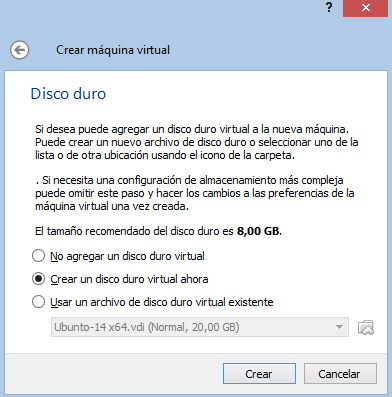 ?
Crear máquina virtual
Disco duro
Si desea puede agregar un disco duro virtual a la nueva máquina.
Puede crear un nuevo archivo de disco duro o seleccionar uno de la
lista o de otra ubicación usando el icono de la carpeta.
. Si necesita una configuración de almacenamiento más compleja
puede omitir este paso y hacer los cambios a las preferencias de la
máquina virtual una vez creada.
El tamaño recomendado del disco duro es 8,00 GB.
No agregar un disco duro virtual
Crear un disco duro virtual ahora
Usar un archivo de disco duro virtual existente
Ubunto-14 x64.vdi (Normal, 20,00 GB)
Crear
Cancelar